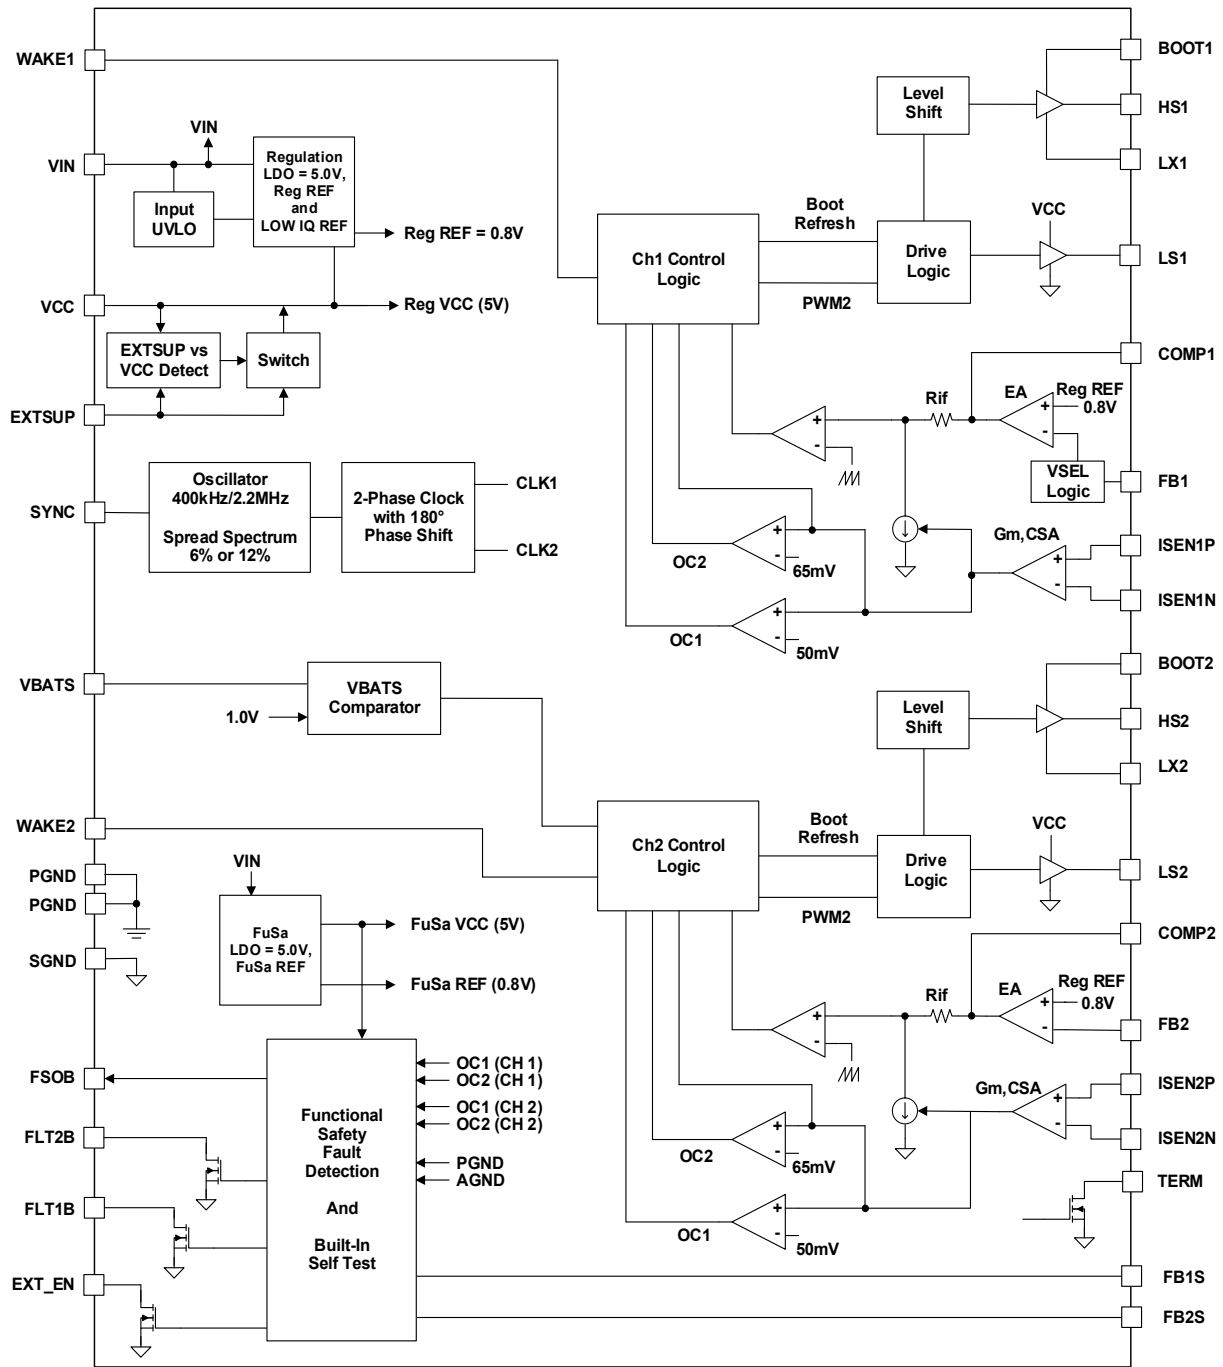 WAKE1
VIN
VIN
Input
UVLO
Regulation
LDO = 5.0V,
Reg REF
and
LOW IQ REF
Reg REF = 0.8V
VCC
Reg VCC (5V)
EXTSUP vs
VCC Detect
Switch
EXTSUP
SYNC
Oscillator
400kHz/2.2MHz
Spread Spectrum
6% or 12%
2-Phase Clock
with 180°
Phase Shift
CLK1
CLK2
VBATS
1.0V
VBATS
Comparator
WAKE2
PGND
PGND
SGND
VIN
FuSa
LDO = 5.0V,
FuSa REF
FuSa VCC (5V)
FuSa REF (0.8V)
FSOB
FLT2B
FLT1B
EXT_EN
Functional
Safety
Fault
Detection
And
Built-In
Self Test
OC1 (CH 1)
OC2 (CH 1)
OC1 (CH 2)
OC2 (CH 2)
PGND
AGND
Ch1 Control
Logic
Boot
Refresh
PWM2
Level
Shift
Drive
Logic
VCC
BOOT1
HS1
LX1
LS1
COMP1
Rif
EA
Reg REF
0.8V
+
-
+
-
VSEL
Logic
FB1
Gm,CSA
+
-
ISEN1P
ISEN1N
OC2
+
-
65mV
OC1
+
-
50mV
Ch2 Control
Logic
Boot
Refresh
PWM2
Level
Shift
Drive
Logic
VCC
BOOT2
HS2
LX2
LS2
COMP2
Rif
EA
Reg REF
0.8V
+
-
+
-
FB2
Gm,CSA
+
-
ISEN2P
ISEN2N
OC2
+
-
65mV
OC1
+
-
50mV
TERM
FB1S
FB2S